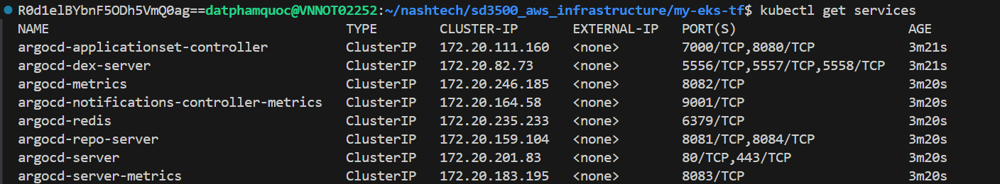 R0d1elBYbnF5ODh5VmQ0ag==datphamquoc@VNNOT02252:~/nashtech/sd3500_aws_infrastructure/my-eks-tf$ kubectl get services
NAME TYPE CLUSTER-IP EXTERNAL-IP PORT(S) AGE
argocd-applicationset-controller ClusterIP 172.20.111.160 <none> 7000/TCP,8080/TCP 3m21s
argocd-dex-server ClusterIP 172.20.82.73 <none> 5556/TCP,5557/TCP,5558/TCP 3m21s
argocd-metrics ClusterIP 172.20.246.185 <none> 8082/TCP 3m20s
argocd-notifications-controller-metrics ClusterIP 172.20.164.58 <none> 9001/TCP 3m20s
argocd-redis ClusterIP 172.20.235.233 <none> 6379/TCP 3m20s
argocd-repo-server ClusterIP 172.20.159.104 <none> 8081/TCP,8084/TCP 3m20s
argocd-server ClusterIP 172.20.201.83 <none> 80/TCP,443/TCP 3m20s
argocd-server-metrics ClusterIP 172.20.183.195 <none> 8083/TCP 3m20s